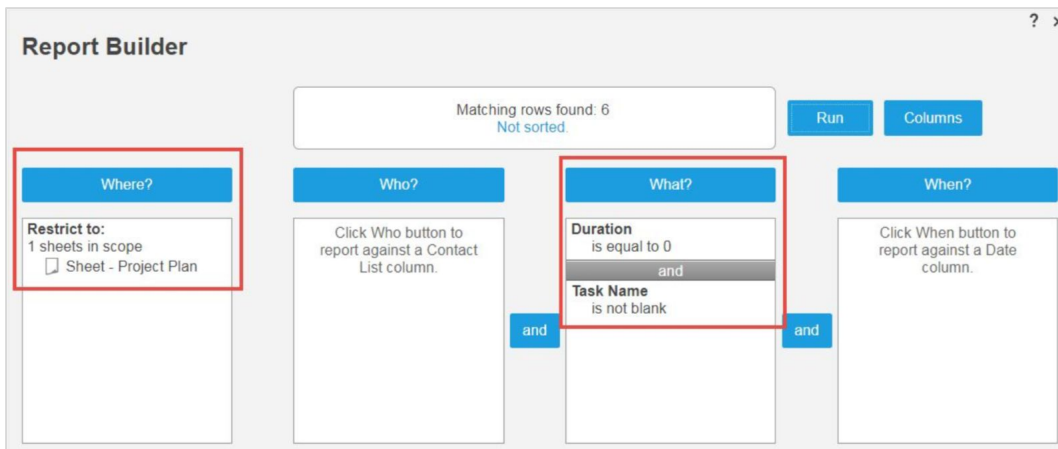 ? x
Report Builder
Matching rows found: 6
Not sorted.
Run
Columns
Where?
Who?
What?
When?
Restrict to:
1 sheets in scope
Sheet - Project Plan
Click Who button to
report against a Contact
List column.
and
Duration
is equal to 0
and
Task Name
is not blank
and
Click When button to
report against a Date
column.